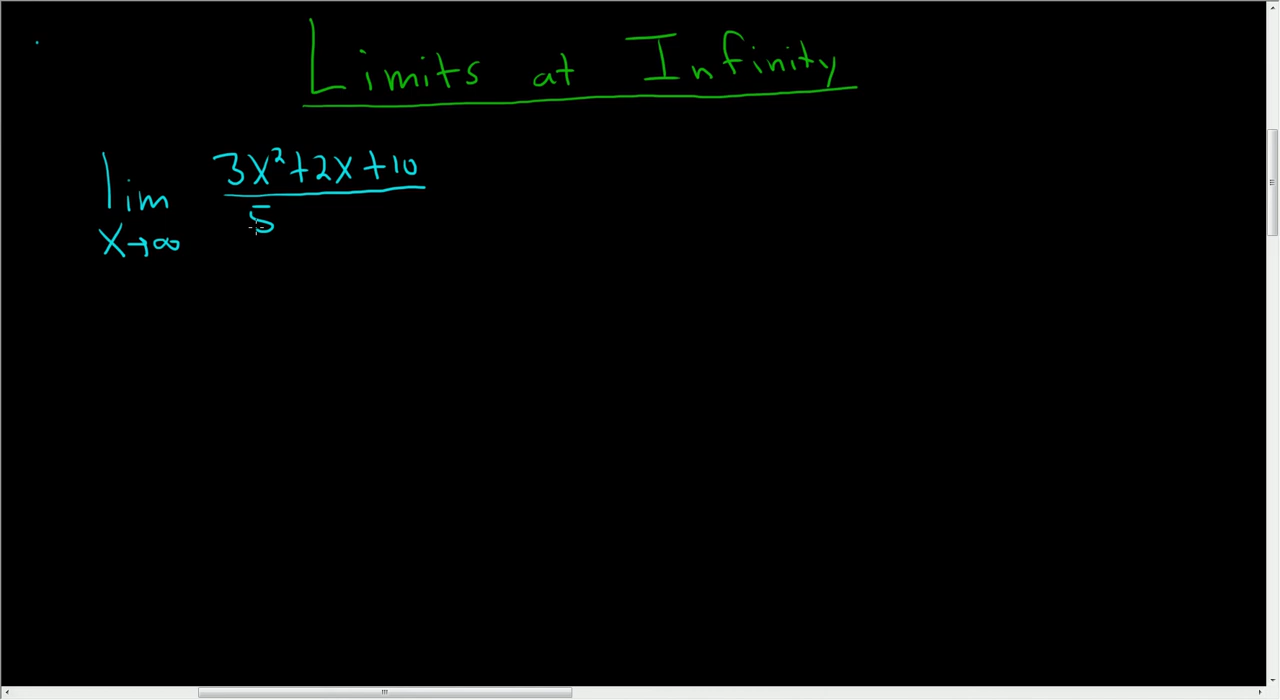 Limits at Infinity
lim 3x²+2x+10
x→∞ 5